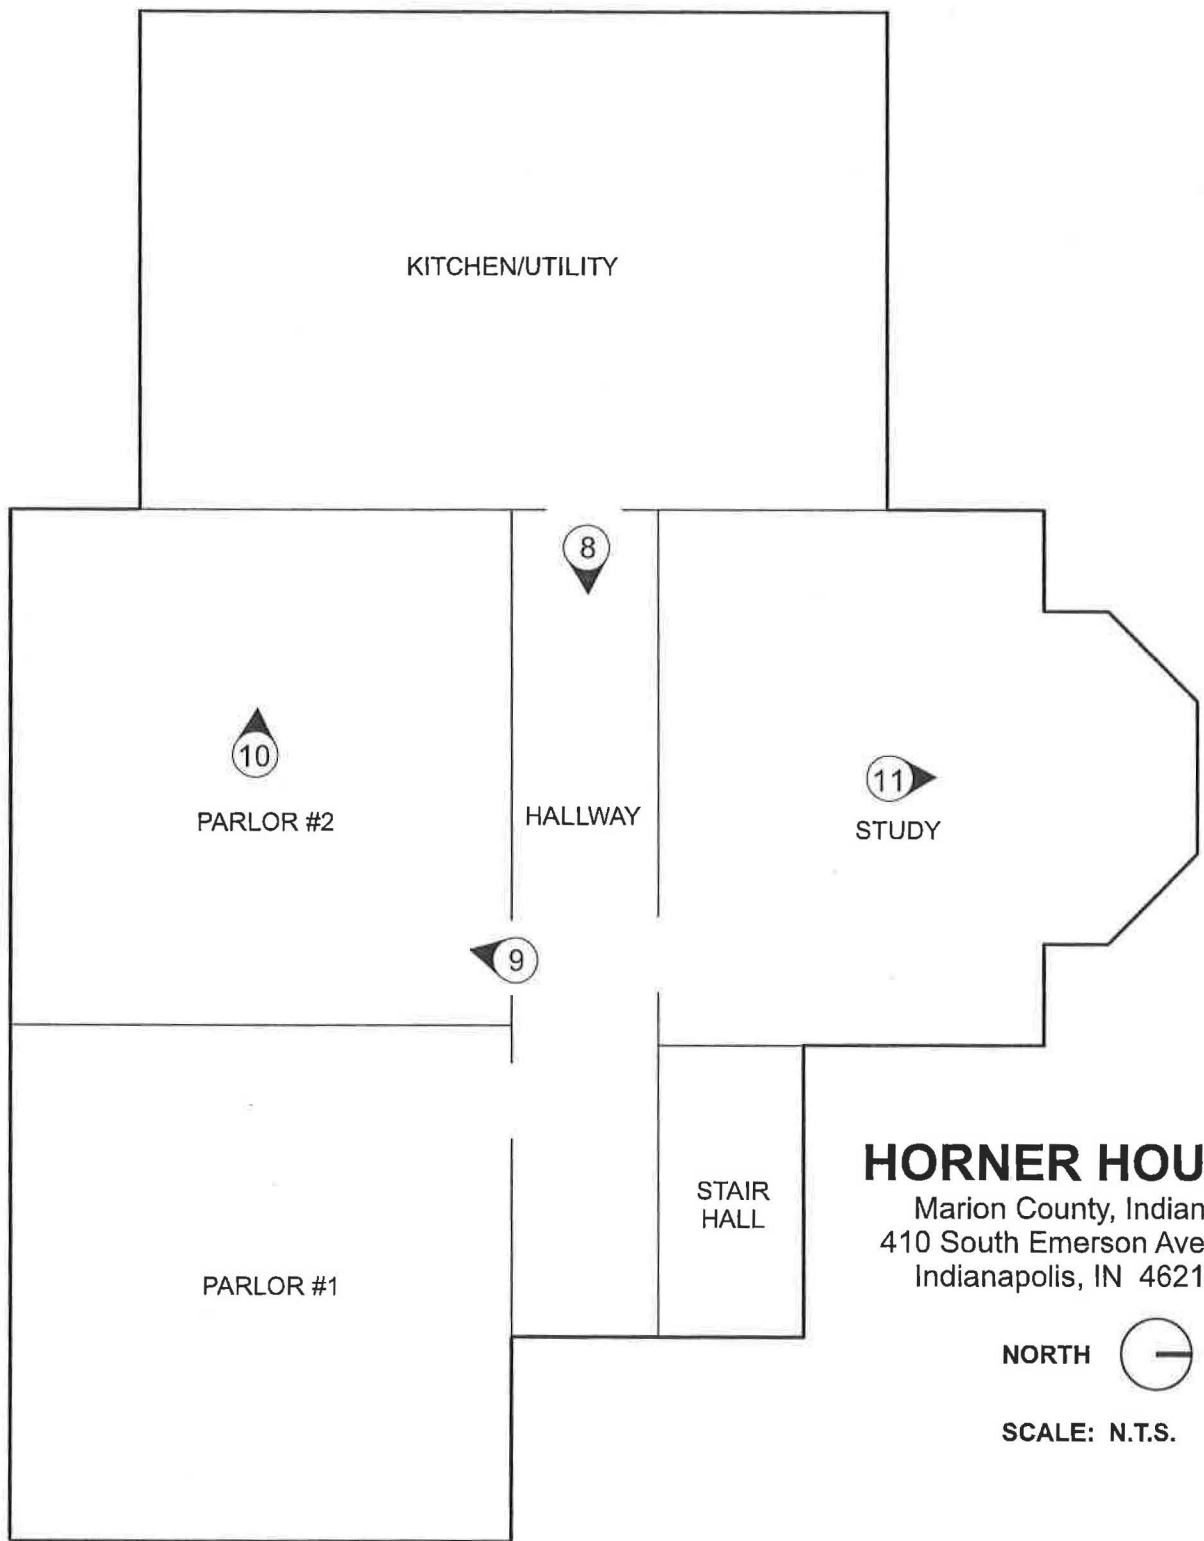 KITCHEN/UTILITY
8
10
PARLOR #2
HALLWAY
11
STUDY
9
STAIR
HALL
PARLOR #1
HORNER HOU
Marion County, Indian
410 South Emerson Ave
Indianapolis, IN 4621
NORTH
SCALE: N.T.S.